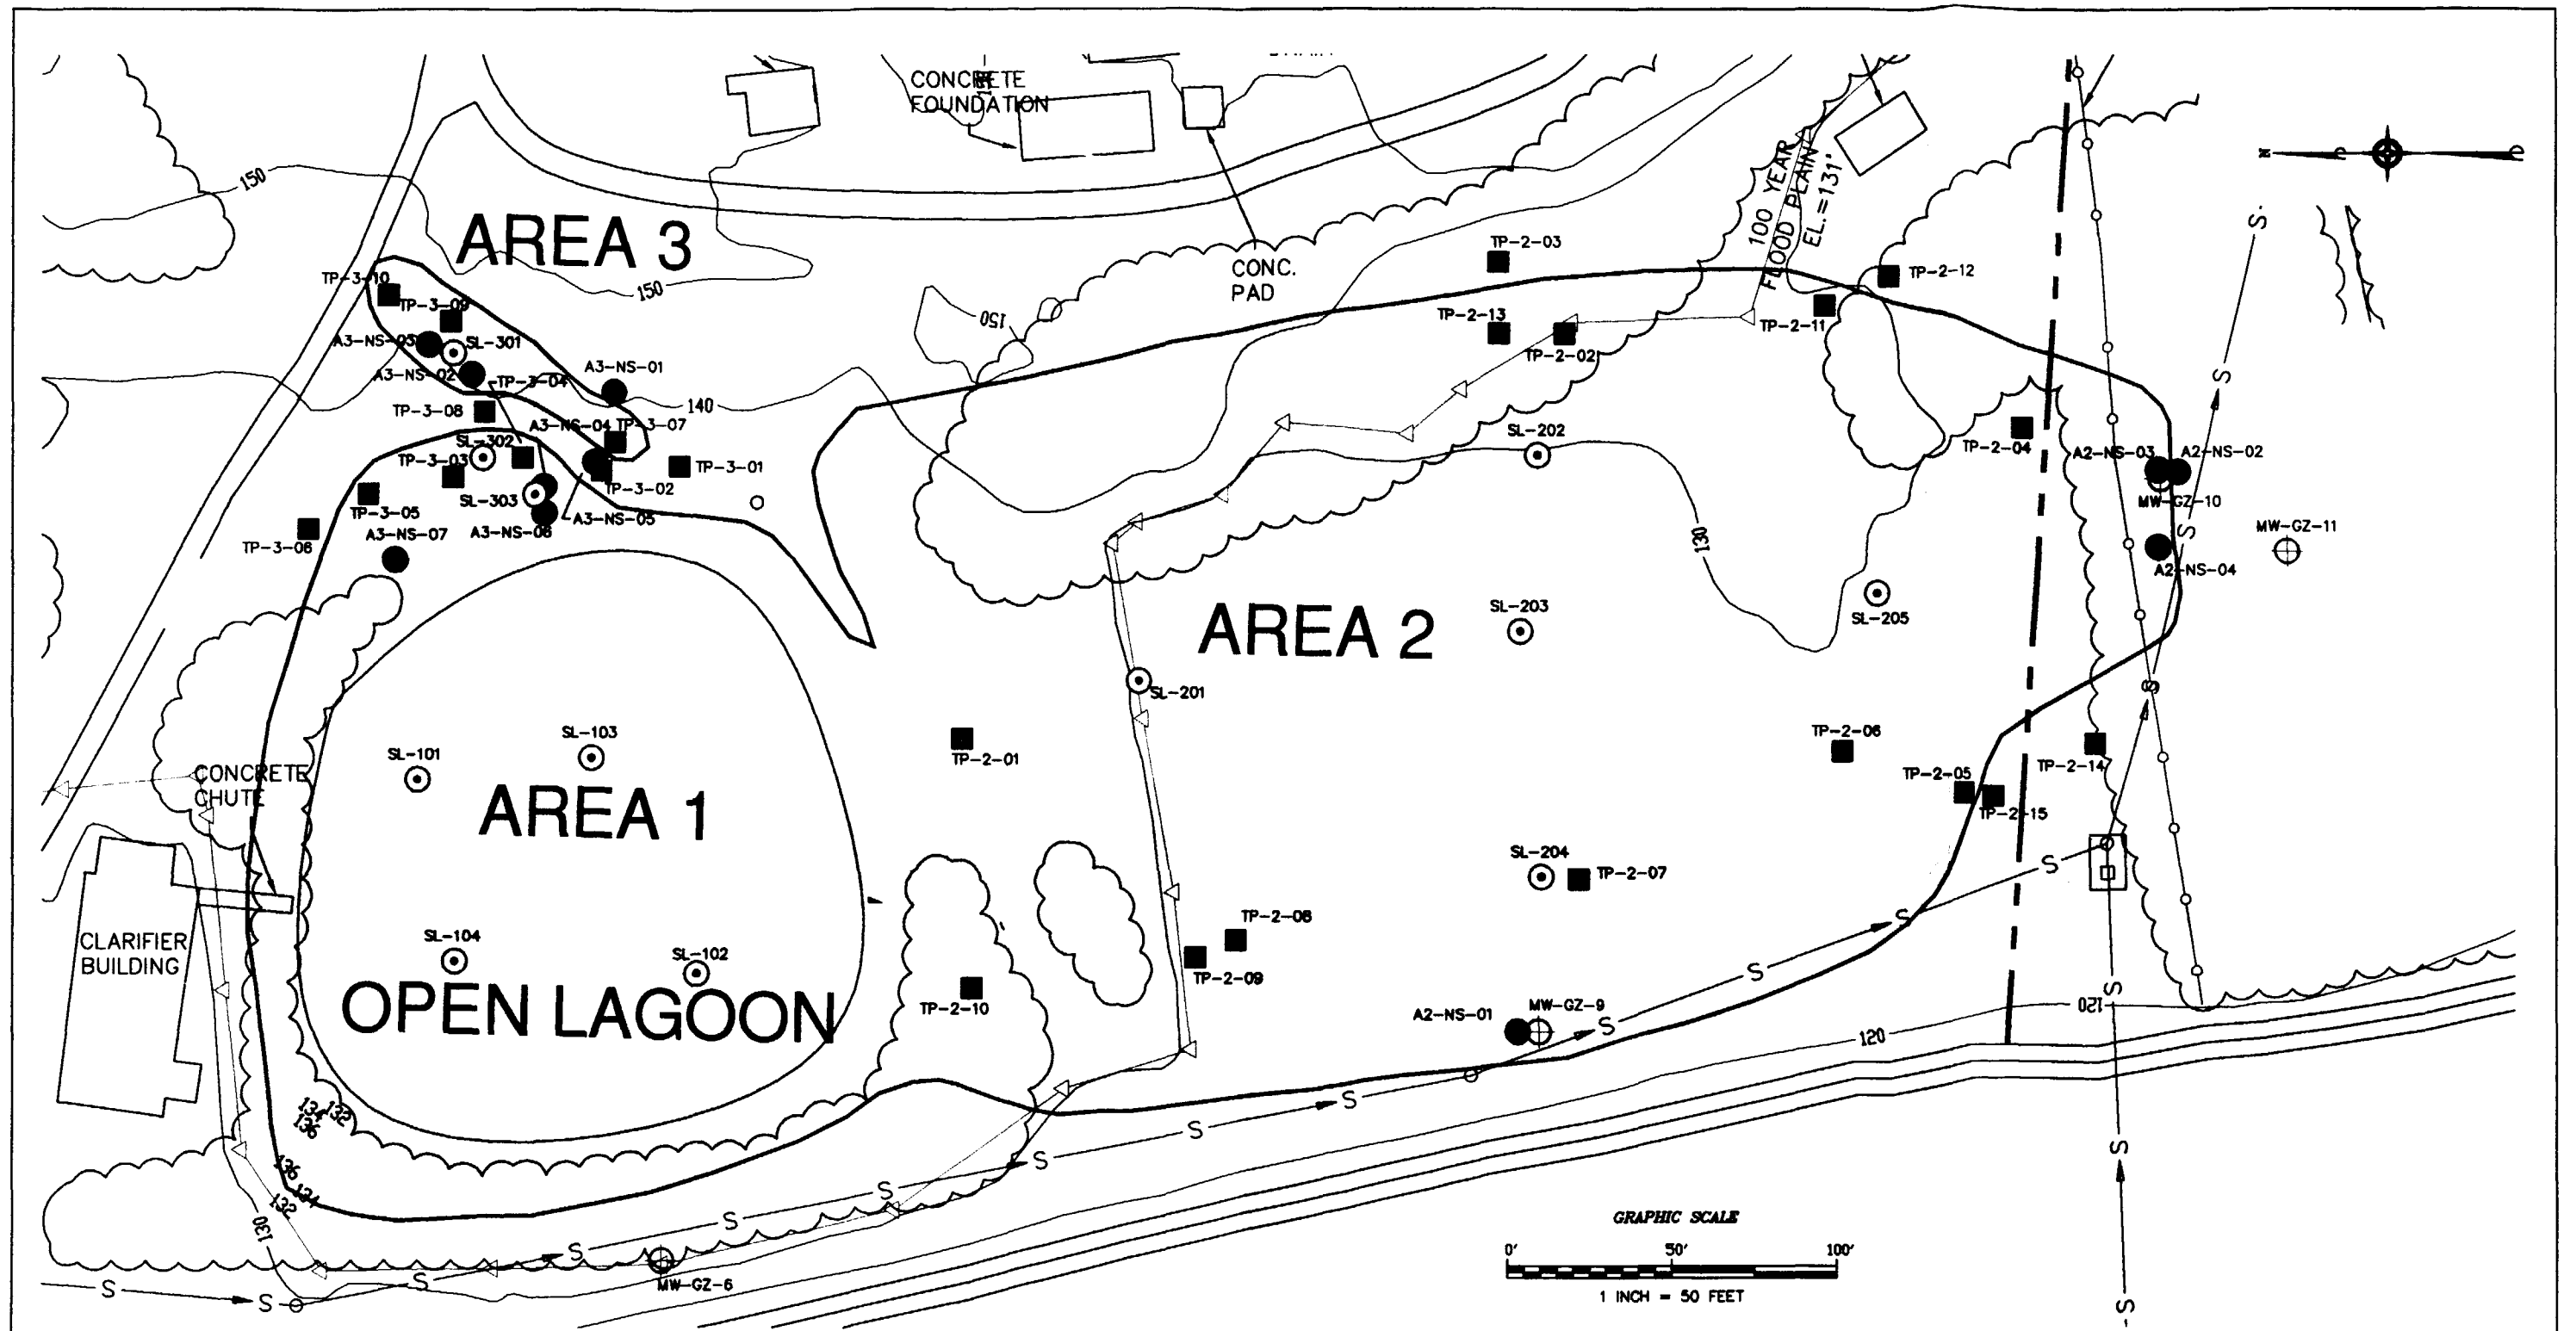 CONCRETE
FOUNDATION
150
AREA 3
150
150
CONC.
PAD
100 YEAR
FLOOD PLAIN
EL.=131'
N
TP-2-03
TP-2-12
TP-2-13
TP-2-02
TP-2-11
TP-3-10
TP-3-09
A3-NS-03
SL-301
A3-NS-02
TP-3-04
A3-NS-01
140
TP-3-08
A3-NS-04
TP-3-07
SL-302
TP-3-03
TP-3-01
TP-3-02
SL-303
TP-3-05
A3-NS-05
A3-NS-06
A3-NS-07
TP-3-06
SL-202
TP-2-04
A2-NS-03
A2-NS-02
MW-GZ-10
MW-GZ-11
A2-NS-04
130
SL-205
SL-203
AREA 2
SL-201
S
S
S
S
TP-2-01
TP-2-06
TP-2-05
TP-2-15
TP-2-14
SL-103
SL-101
CONCRETE
CHUTE
AREA 1
SL-204
TP-2-07
S
S
TP-2-08
TP-2-09
CLARIFIER
BUILDING
SL-104
SL-102
OPEN LAGOON
TP-2-10
A2-NS-01
MW-GZ-9
S
S
S
120
120
134
132
136
136
134
132
130
S
S
S
S
S
S
S
S
S
S
S
MW-GZ-6
GRAPHIC SCALE
0' 50' 100'
1 INCH = 50 FEET